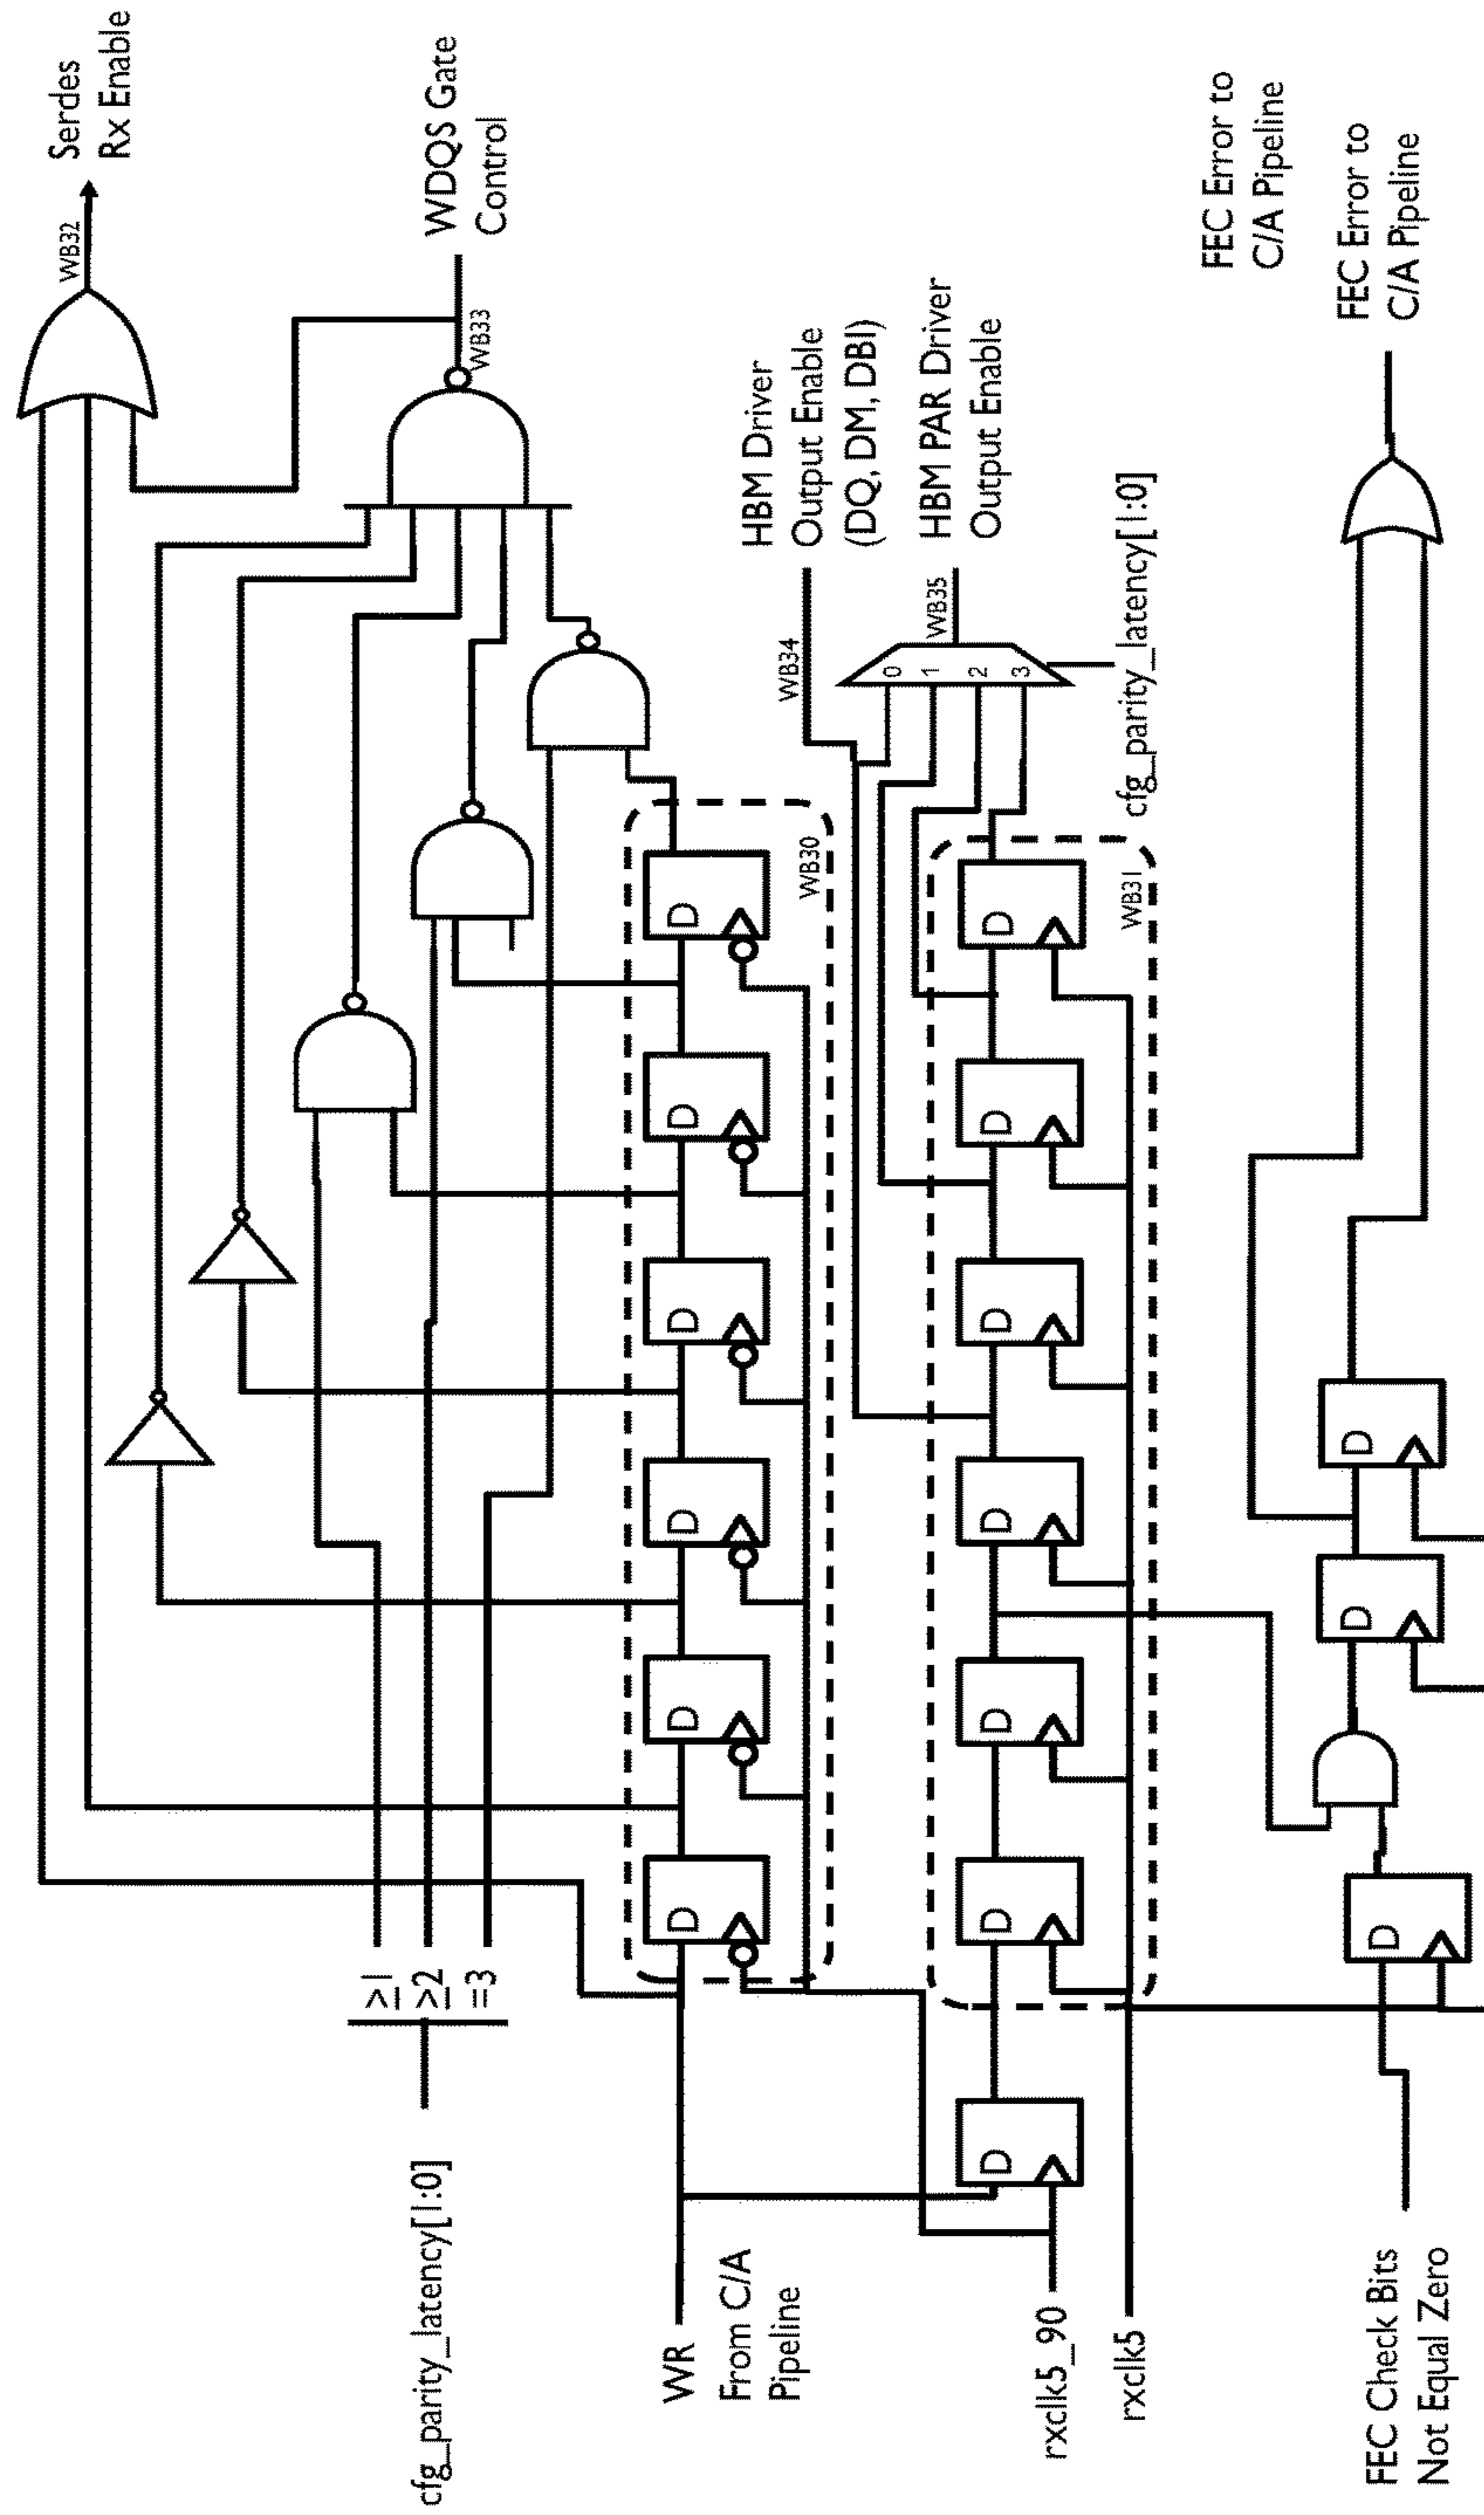 Serdes
Rx Enable
WB32
WDQS Gate
Control
WB33
HBM Driver
Output Enable
(DQ, DM, DBI)
WB34
HBM PAR Driver
Output Enable
WB35
0
1
2
3
cfg_parity_latency[1:0]
FEC Error to
C/A Pipeline
FEC Error to
C/A Pipeline
cfg_parity_latency[1:0]
≥1
≥2
=3
D
D
D
D
D
D
WB30
WR
From C/A
Pipeline
D
D
D
D
D
D
D
WB31
rxclk5_90
rxclk5
D
D
D
FEC Check Bits
Not Equal Zero